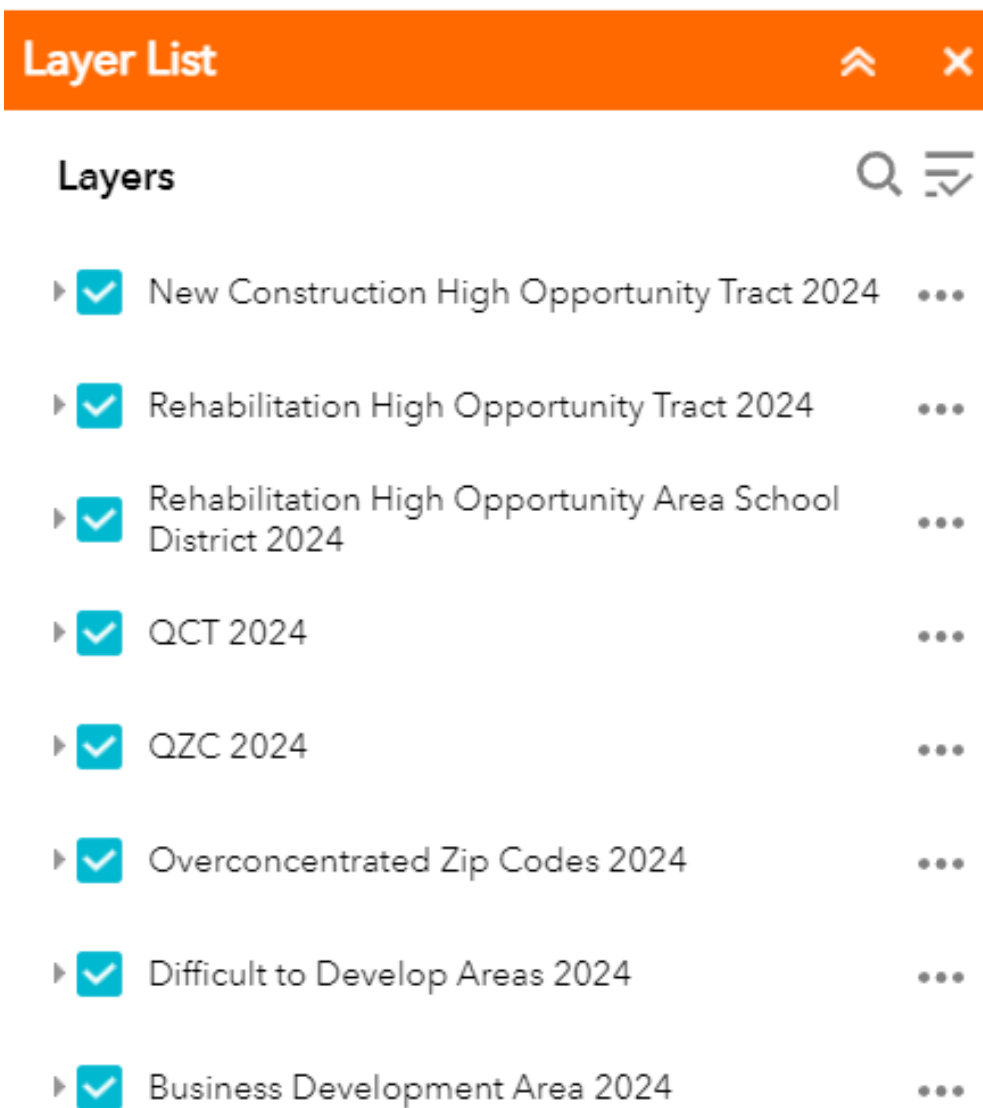 Layer List
Layers
New Construction High Opportunity Tract 2024
Rehabilitation High Opportunity Tract 2024
Rehabilitation High Opportunity Area School
District 2024
QCT 2024
QZC 2024
Overconcentrated Zip Codes 2024
Difficult to Develop Areas 2024
Business Development Area 2024